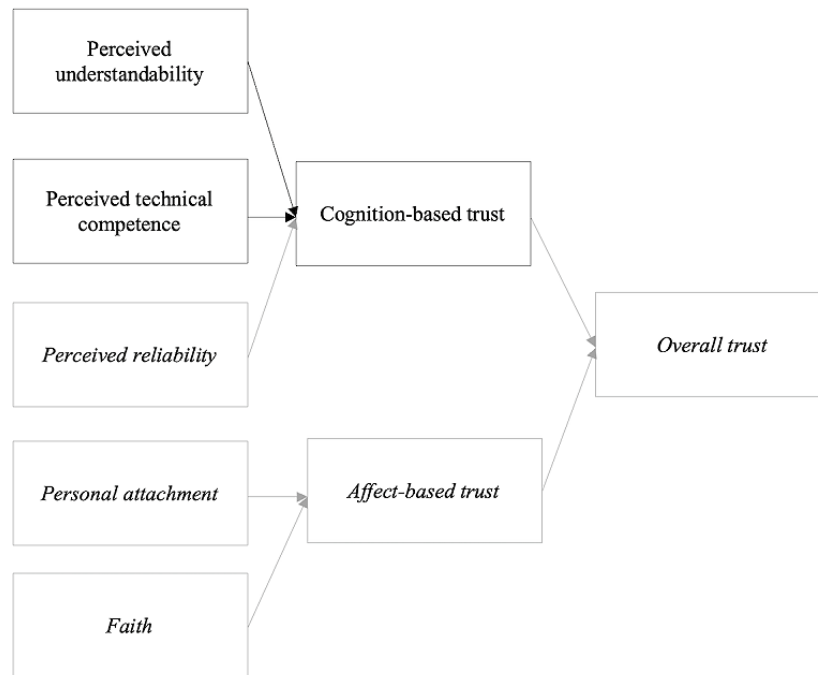 Perceived
understandability
Perceived technical
competence
Cognition-based trust
Perceived reliability
Overall trust
Personal attachment
Affect-based trust
Faith